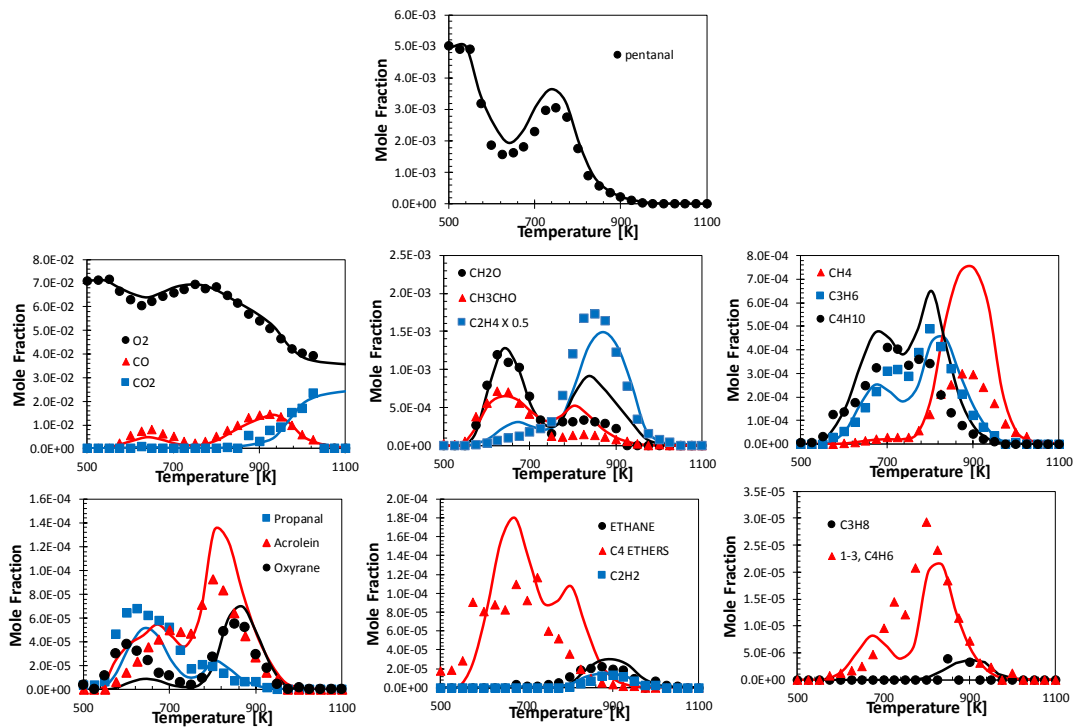 6.0E-03
5.0E-03
4.0E-03
3.0E-03
2.0E-03
1.0E-03
0.0E+00
Mole Fraction
pentanal
500 700 900 1100
Temperature [K]
8.0E-02
7.0E-02
6.0E-02
5.0E-02
4.0E-02
3.0E-02
2.0E-02
1.0E-02
0.0E+00
Mole Fraction
O2
CO
CO2
500 700 900 1100
Temperature [K]
2.0E-03
1.5E-03
1.0E-03
5.0E-04
0.0E+00
Mole Fraction
CH2O
CH3CHO
C2H4 X 0.5
500 700 900 1100
Temperature [K]
8.0E-04
7.0E-04
6.0E-04
5.0E-04
4.0E-04
3.0E-04
2.0E-04
1.0E-04
0.0E+00
Mole Fraction
CH4
C3H6
C4H10
500 700 900 1100
Temperature [K]
1.6E-04
1.4E-04
1.2E-04
1.0E-04
8.0E-05
6.0E-05
4.0E-05
2.0E-05
0.0E+00
Mole Fraction
Propanal
Acrolein
Oxyrane
500 700 900 1100
Temperature [K]
2.0E-04
1.8E-04
1.6E-04
1.4E-04
1.2E-04
1.0E-04
8.0E-05
6.0E-05
4.0E-05
2.0E-05
0.0E+00
Mole Fraction
ETHANE
C4 ETHERS
C2H2
500 700 900 1100
Temperature [K]
3.0E-05
2.5E-05
2.0E-05
1.5E-05
1.0E-05
5.0E-06
0.0E+00
Mole Fraction
C3H8
1-3, C4H6
500 700 900 1100
Temperature [K]